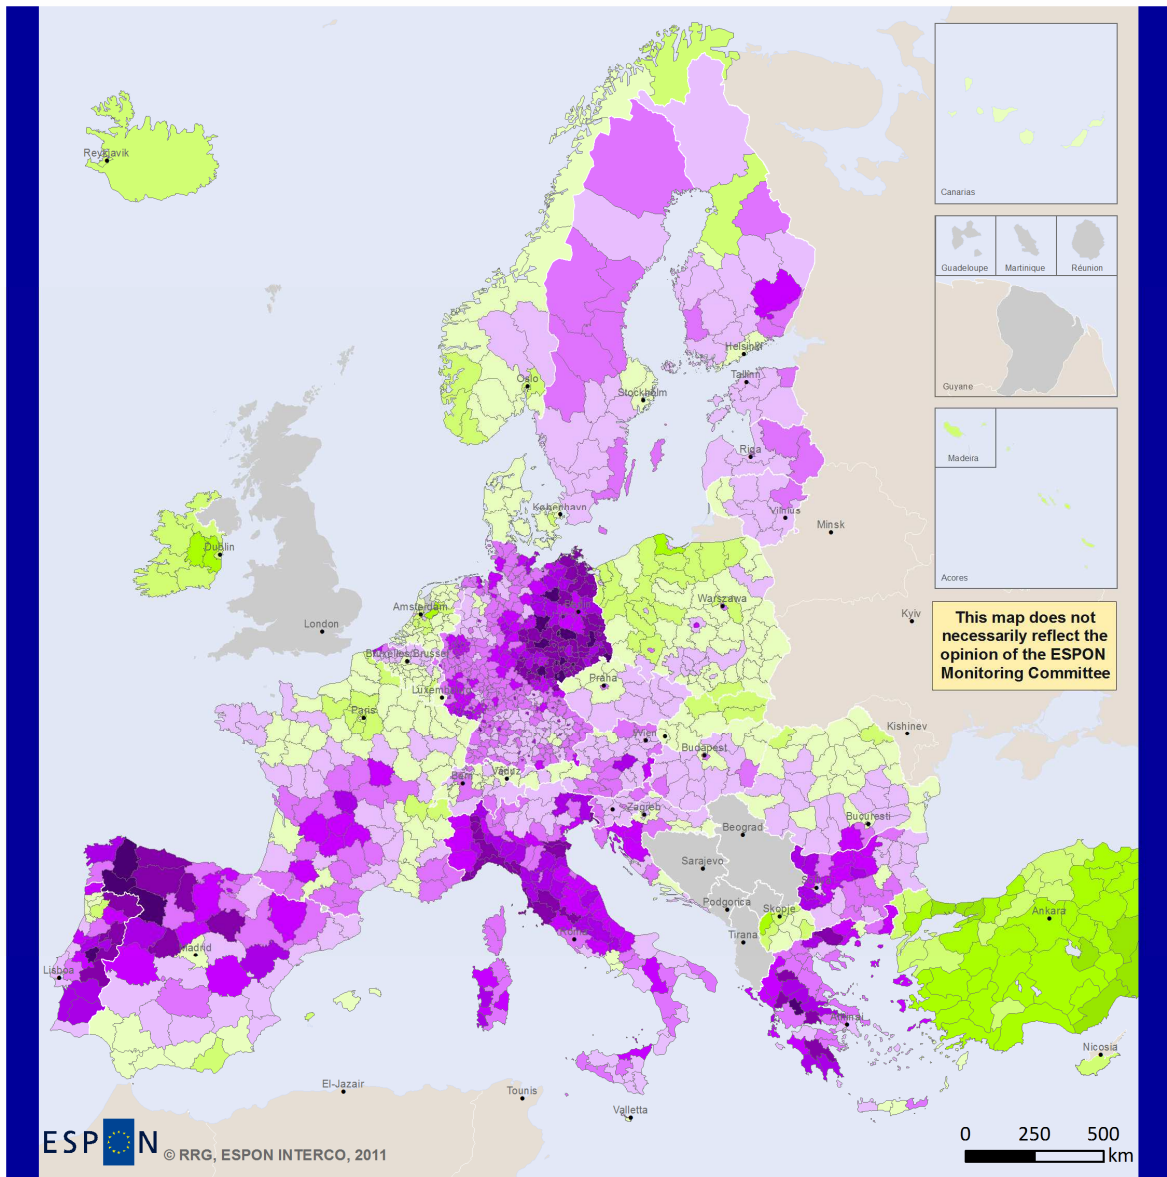 Reykjavik
Canarias
Guadeloupe
Martinique
Réunion
Guyane
Madeira
Acores
Oslo
Stockholm
Helsinki
Tallinn
Riga
Vilnius
Minsk
København
Dublin
London
Amsterdam
Bruxelles/Brussel
Warszawa
Kyiv
This map does not
necessarily reflect the
opinion of the ESPON
Monitoring Committee
Praha
Paris
Wien
Budapest
Kishinev
Bern
Vaduz
Zagreb
Bucuresti
Beograd
Sarajevo
Podgorica
Skopje
Tirana
Ankara
Madrid
Lisboa
Roma
Athinai
Nicosia
El-Jazair
Tounis
Valletta
ESPON
© RRG, ESPON INTERCO, 2011
0 250 500
km